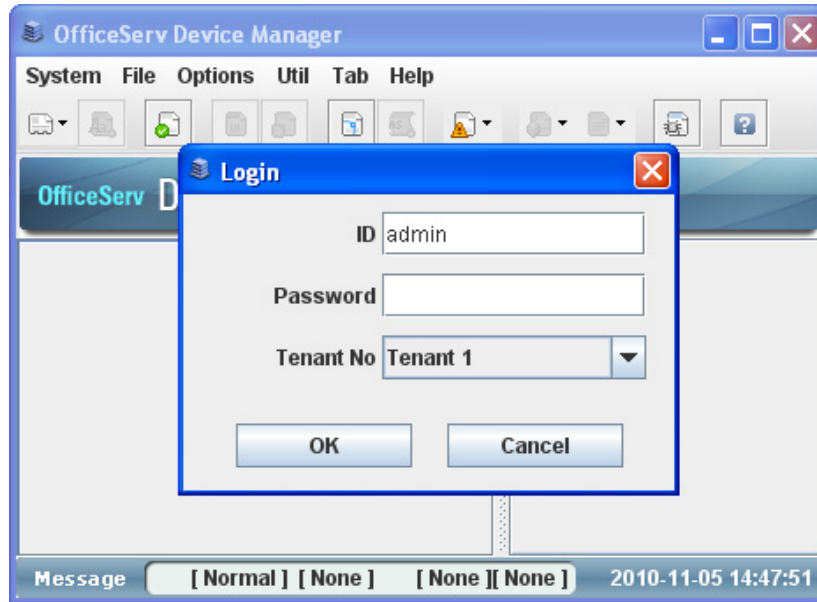 OfficeServ Device Manager
System File Options Util Tab Help
OfficeServ D
Login
ID admin
Password
Tenant No Tenant 1
OK Cancel
Message [ Normal ] [ None ] [ None ][ None ] 2010-11-05 14:47:51